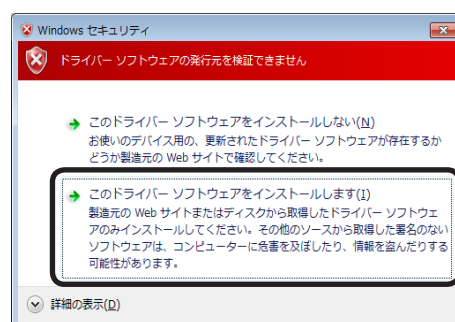 Windows セキュリティ
ドライバー ソフトウェアの発行元を検証できません
このドライバー ソフトウェアをインストールしない(N)
お使いのデバイス用の、更新されたドライバー ソフトウェアが存在するか
どうか製造元の Web サイトで確認してください。
このドライバー ソフトウェアをインストールします(I)
製造元の Web サイトまたはディスクから取得したドライバー ソフトウェ
アのみインストールしてください。その他のソースから取得した署名のない
ソフトウェアは、コンピューターに危害を及ぼしたり、情報を盗んだりする
可能性があります。
詳細の表示(D)